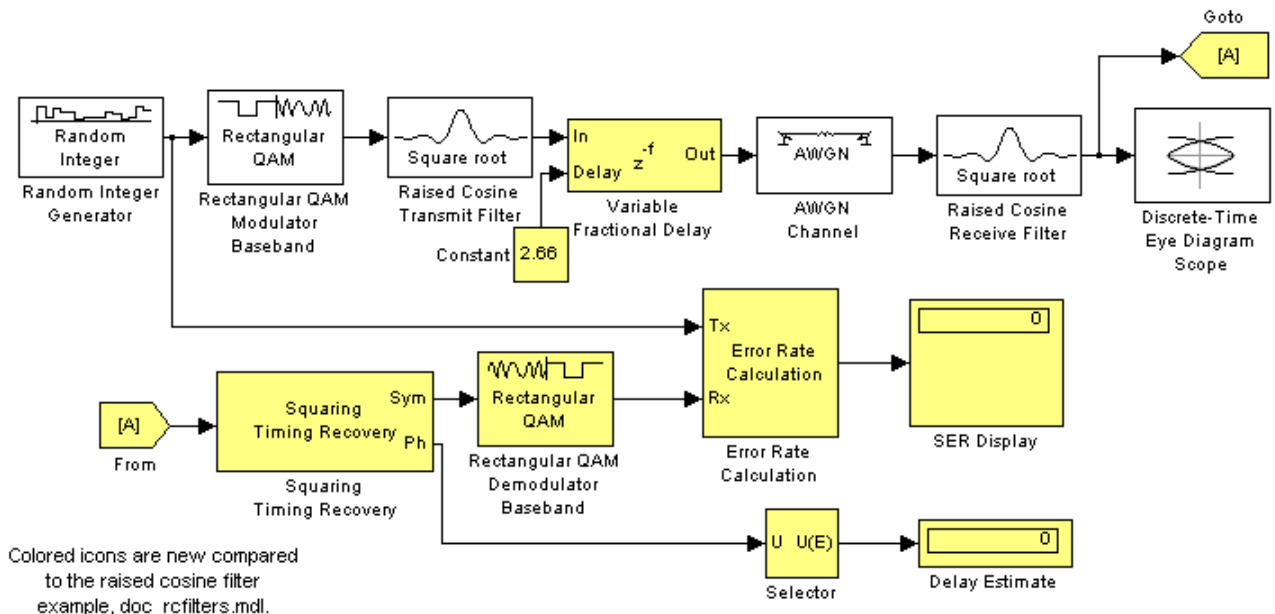 Goto
[A]
Random
Integer
Random Integer
Generator
Rectangular
QAM
Rectangular QAM
Modulator
Baseband
Square root
Raised Cosine
Transmit Filter
In
Delay
z
-f
Out
Variable
Fractional Delay
Constant
2.66
AWGN
AWGN
Channel
Square root
Raised Cosine
Receive Filter
Discrete-Time
Eye Diagram
Scope
Tx
Rx
Error Rate
Calculation
Error Rate
Calculation
0
SER Display
[A]
From
Squaring
Timing Recovery
Sym
Ph
Squaring
Timing Recovery
Rectangular
QAM
Rectangular QAM
Demodulator
Baseband
U U(E)
Selector
0
Delay Estimate
Colored icons are new compared
to the raised cosine filter
example, doc_rcfilters.mdl.